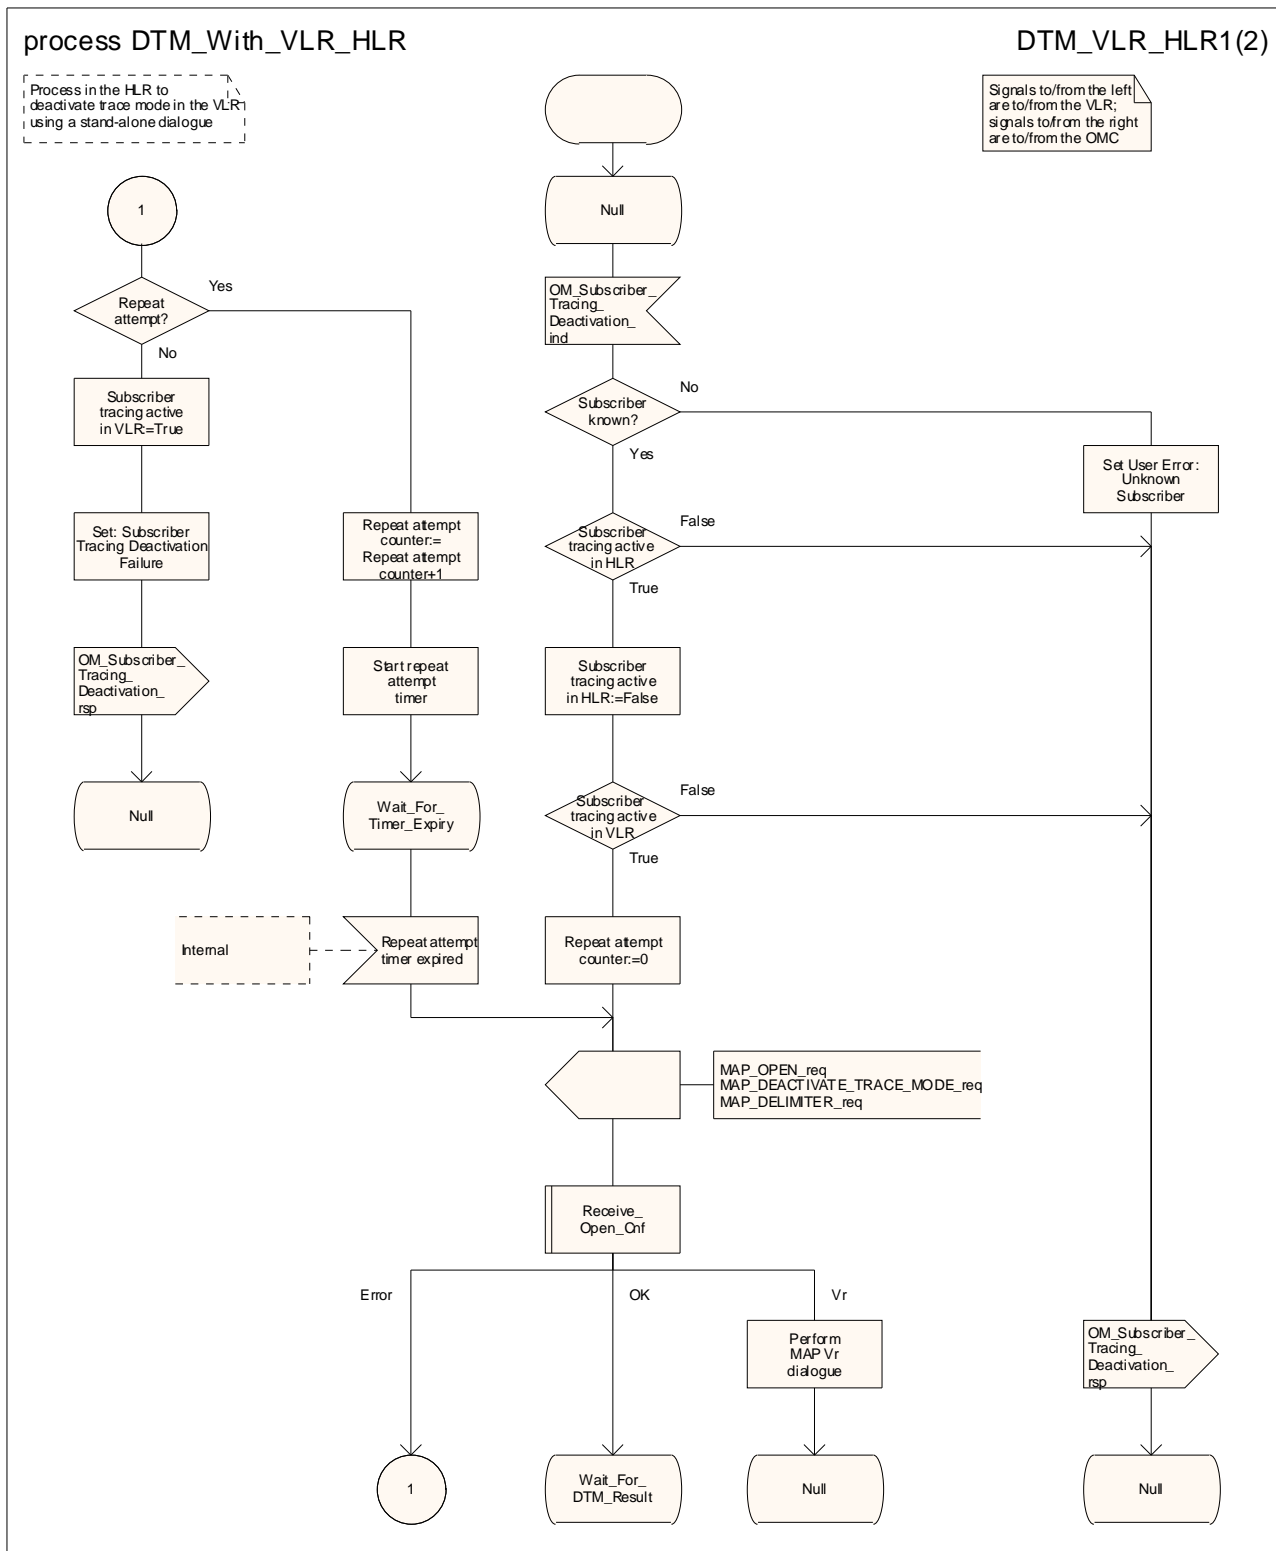 process DTM_With_VLR_HLR
DTM_VLR_HLR1(2)
Process in the HLR to
deactivate trace mode in the VLR
using a stand-alone dialogue
Signals to/from the left
are to/from the VLR;
signals to/from the right
are to/from the OMC
1
Null
Repeat
attempt?
Yes
No
OM_Subscriber_
Tracing_
Deactivation_
ind
Subscriber
tracing active
in VLR:=True
Subscriber
known?
No
Yes
Set User Error:
Unknown
Subscriber
Set: Subscriber
Tracing Deactivation
Failure
Repeat attempt
counter:=
Repeat attempt
counter+1
Subscriber
tracing active
in HLR
False
True
OM_Subscriber_
Tracing_
Deactivation_
rsp
Start repeat
attempt
timer
Subscriber
tracing active
in HLR:=False
Null
Wait_For_
Timer_Expiry
Subscriber
tracing active
in VLR
False
True
Internal
Repeat attempt
timer expired
Repeat attempt
counter:=0
MAP_OPEN_req
MAP_DEACTIVATE_TRACE_MODE_req
MAP_DELIMITER_req
Receive_
Open_Cnf
Error
OK
Vr
Perform
MAP Vr
dialogue
OM_Subscriber_
Tracing_
Deactivation_
rsp
1
Wait_For_
DTM_Result
Null
Null